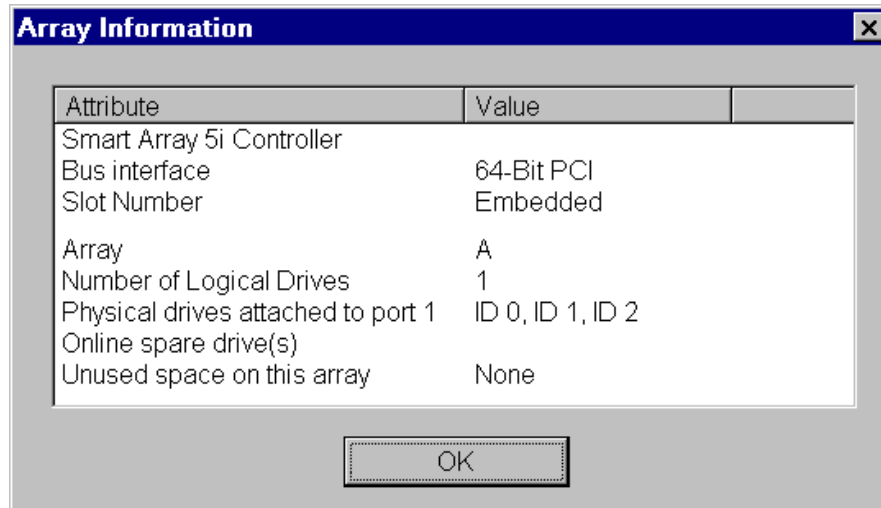 Array Information
Attribute Value
Smart Array 5i Controller
Bus interface 64-Bit PCI
Slot Number Embedded
Array A
Number of Logical Drives 1
Physical drives attached to port 1 ID 0, ID 1, ID 2
Online spare drive(s)
Unused space on this array None
OK